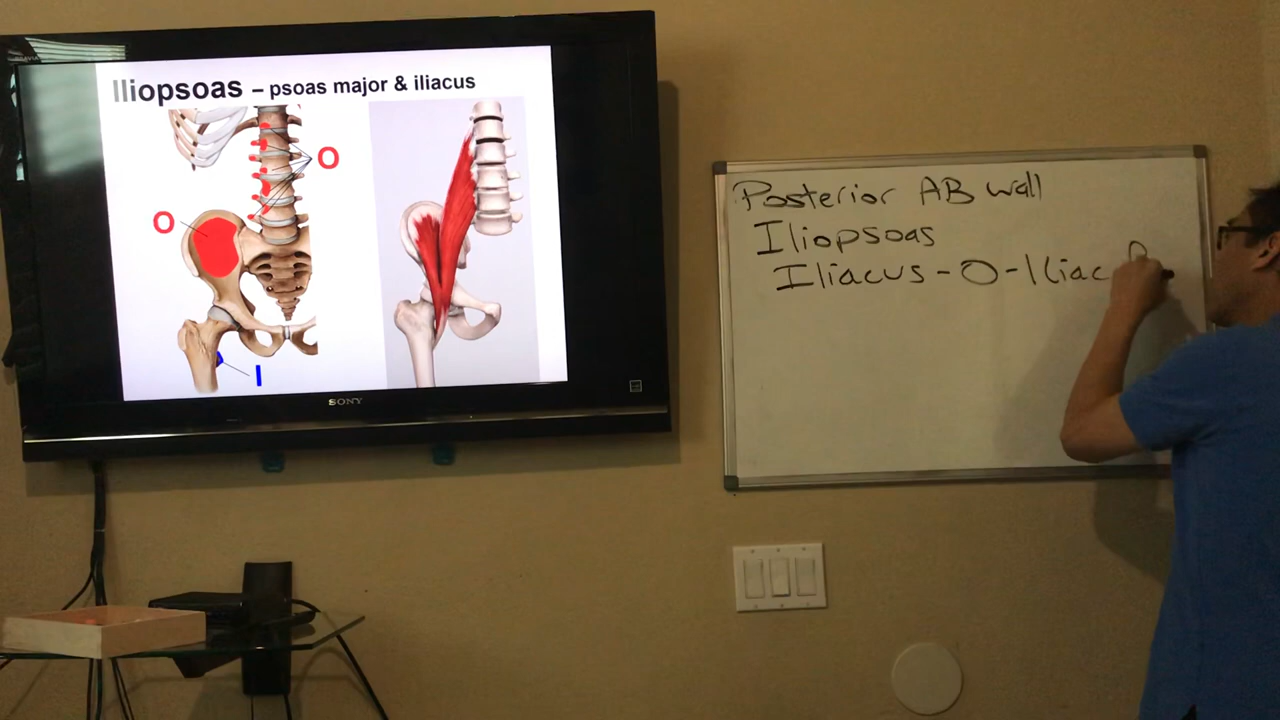 Iliopsoas – psoas major & iliacus
O
O
I
SONY
Posterior AB wall
Iliopsoas
Iliacus - O - Iliac